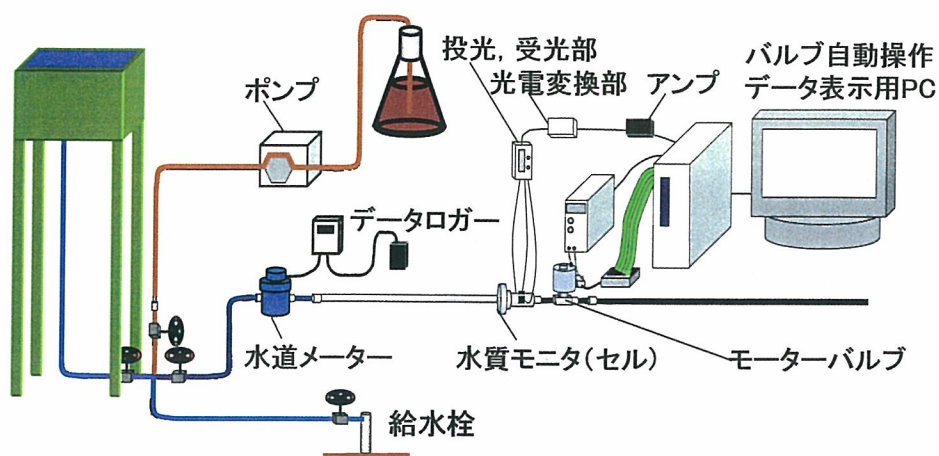 投光, 受光部
光電変換部
アンプ
バルブ自動操作
データ表示用PC
ポンプ
データロガー
水道メーター
水質モニタ(セル)
モーターバルブ
給水栓